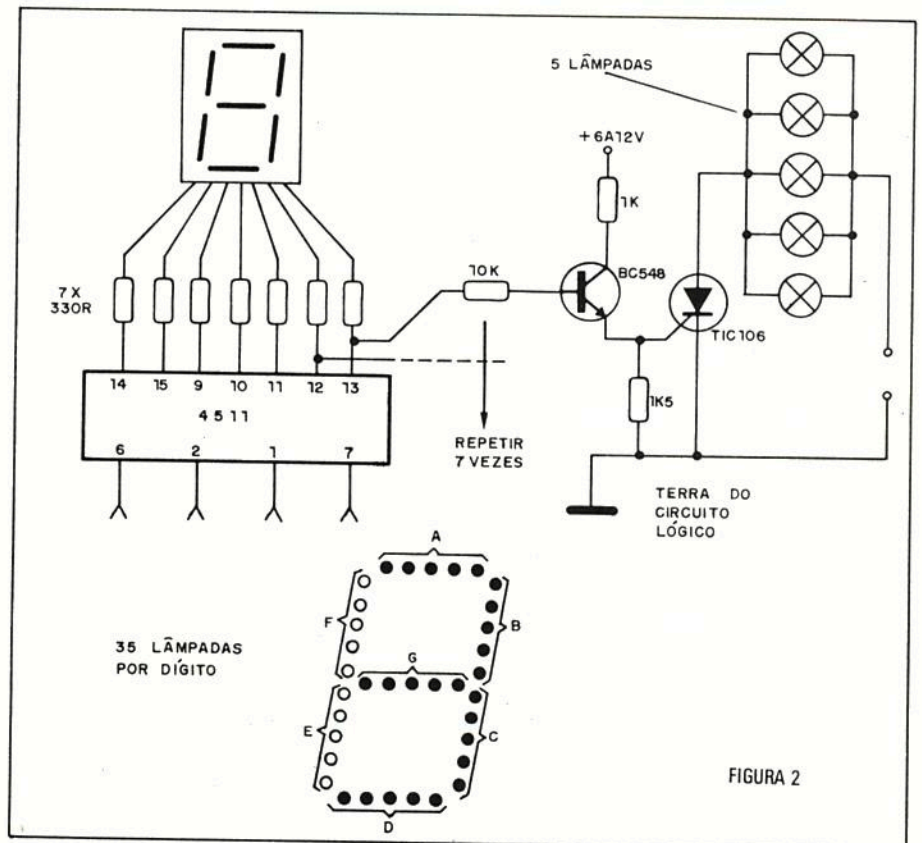 5 LÂMPADAS
+6A12V
1K
BC548
10K
TIC106
7X
330R
14 15 9 10 11 12 13
4511
6 2 1 7
1K5
REPETIR
7 VEZES
TERRA DO
CIRCUITO
LÓGICO
A
F
B
G
35 LÂMPADAS
POR DÍGITO
E
C
D
FIGURA 2